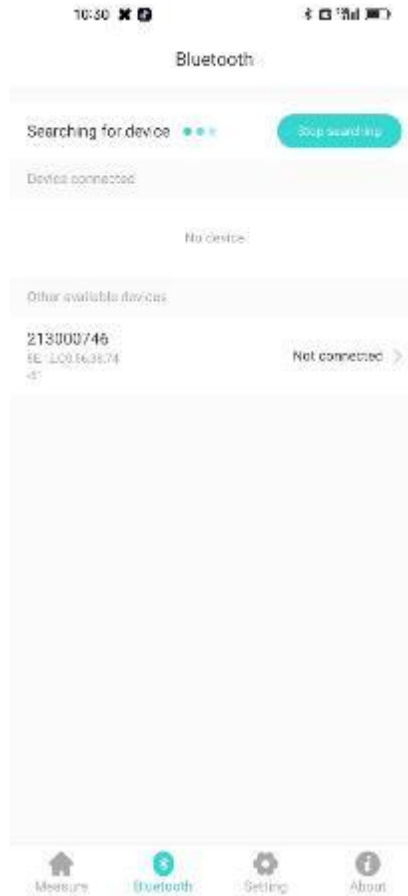 10:30
Bluetooth
Searching for device
Stop searching
Device connected
No device
Other available devices
213000746
Not connected
Measure
Bluetooth
Setting
About